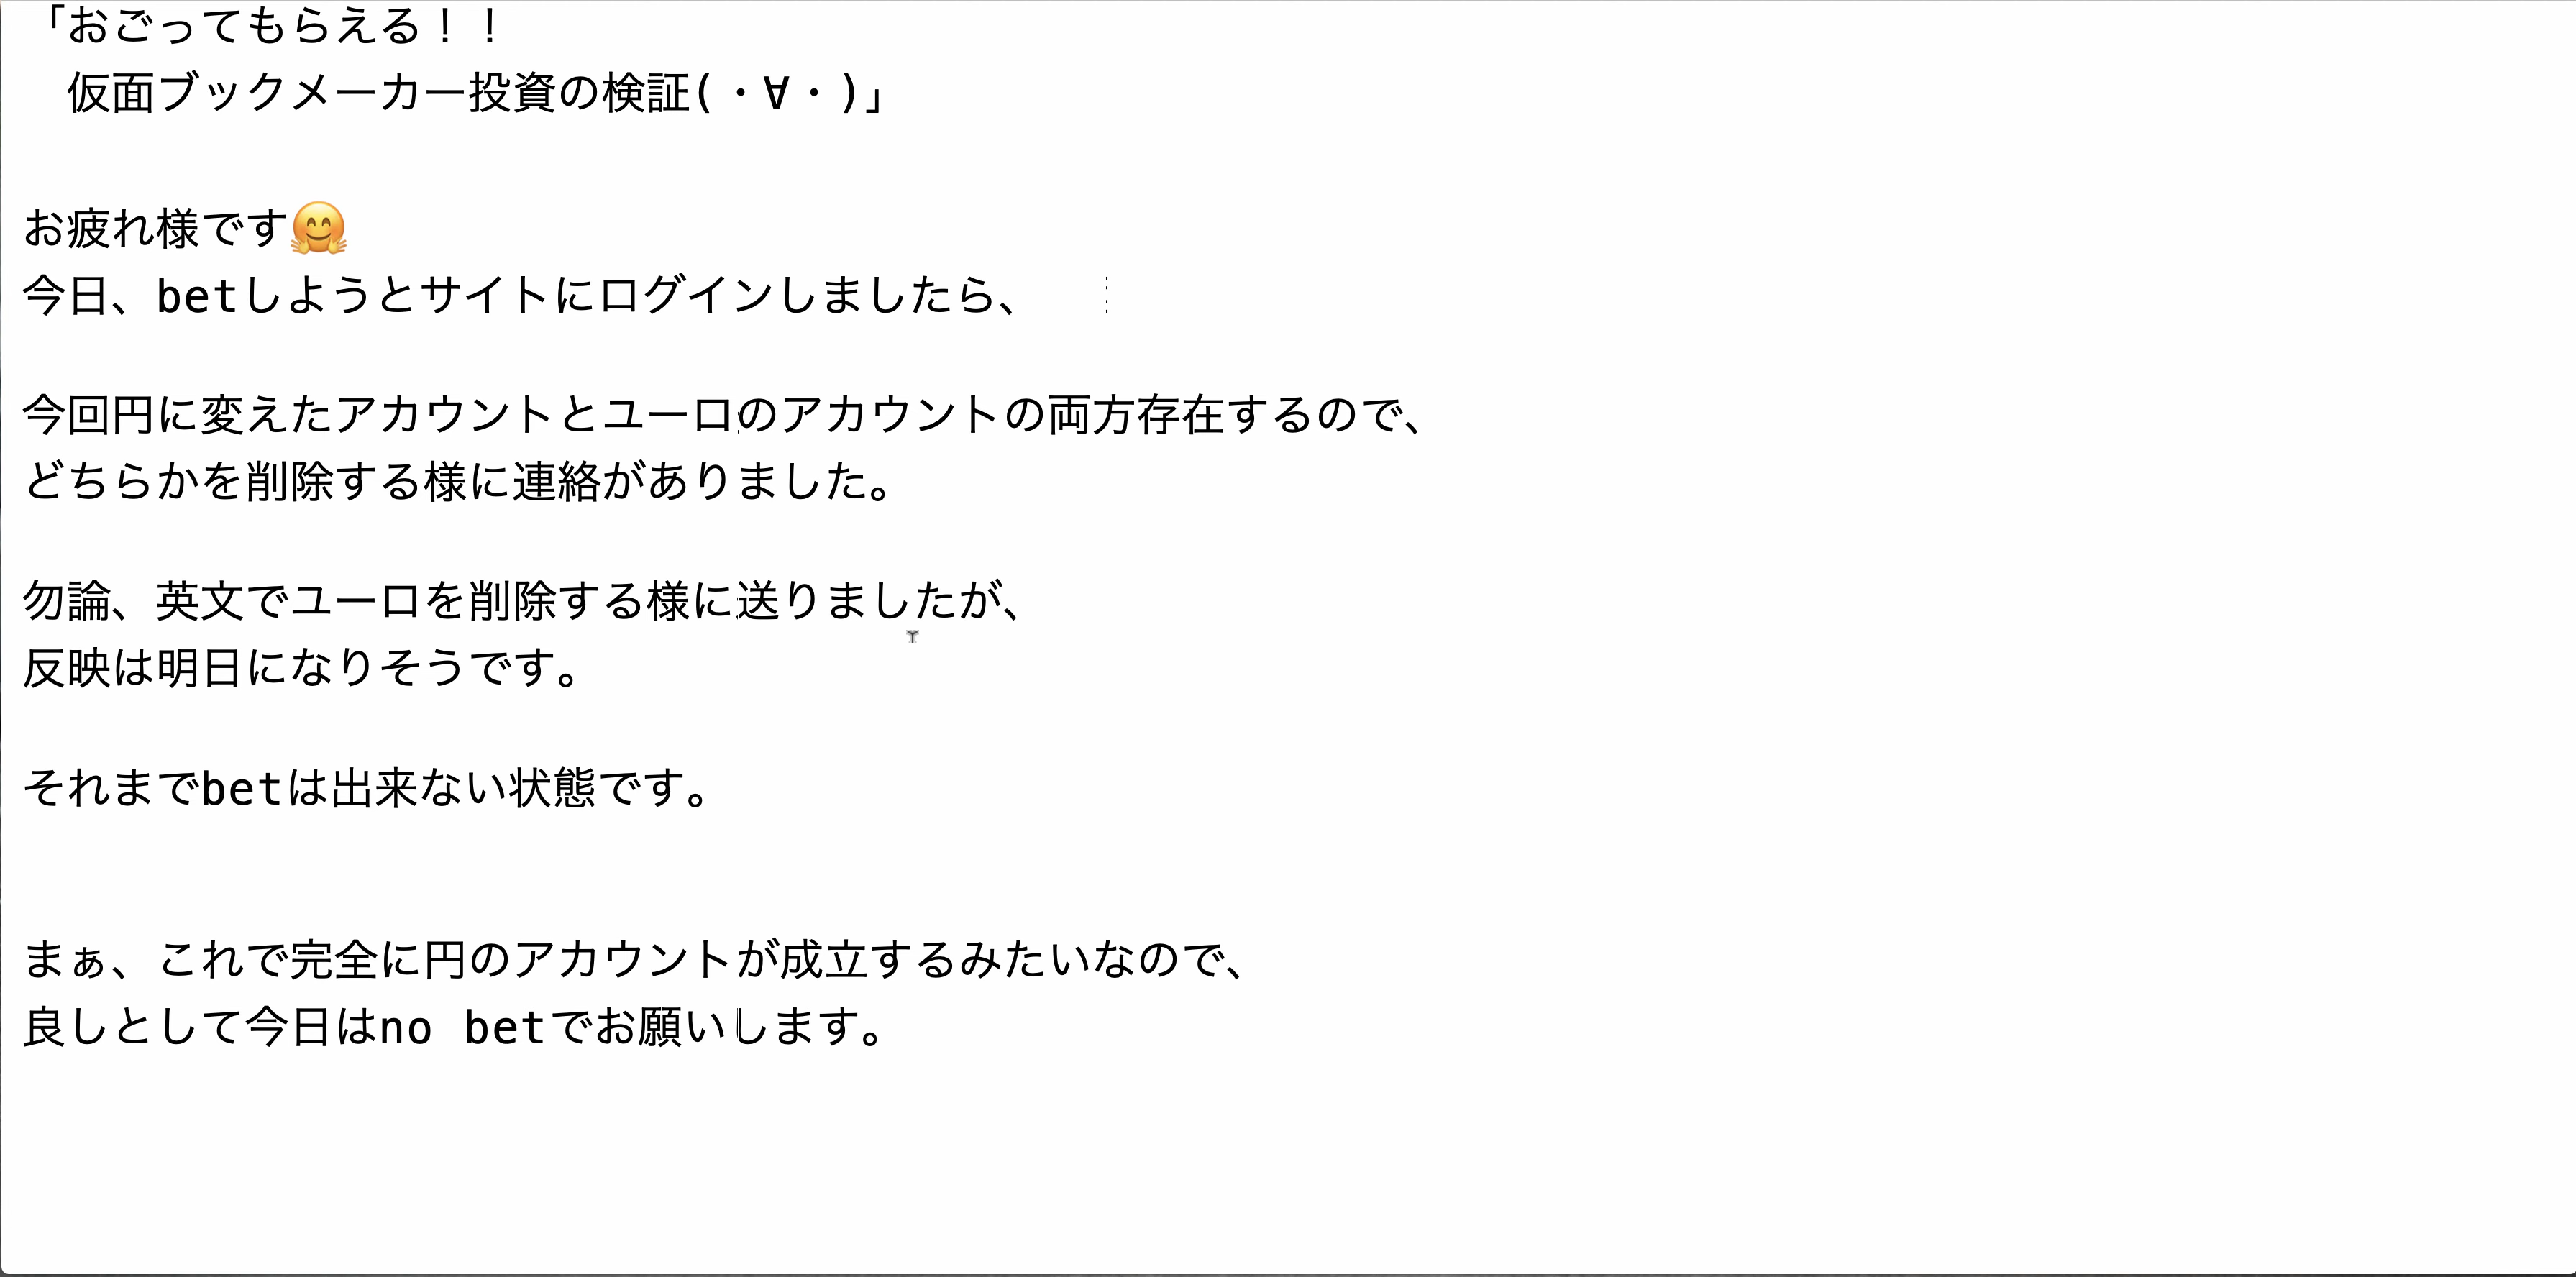 「おごってもらえる！！
仮面ブックメーカー投資の検証(・∀・)」
お疲れ様です🤗
今日、betしようとサイトにログインしましたら、
今回円に変えたアカウントとユーロのアカウントの両方存在するので、
どちらかを削除する様に連絡がありました。
勿論、英文でユーロを削除する様に送りましたが、
反映は明日になりそうです。
それまでbetは出来ない状態です。
まぁ、これで完全に円のアカウントが成立するみたいなので、
良しとして今日はno betでお願いします。